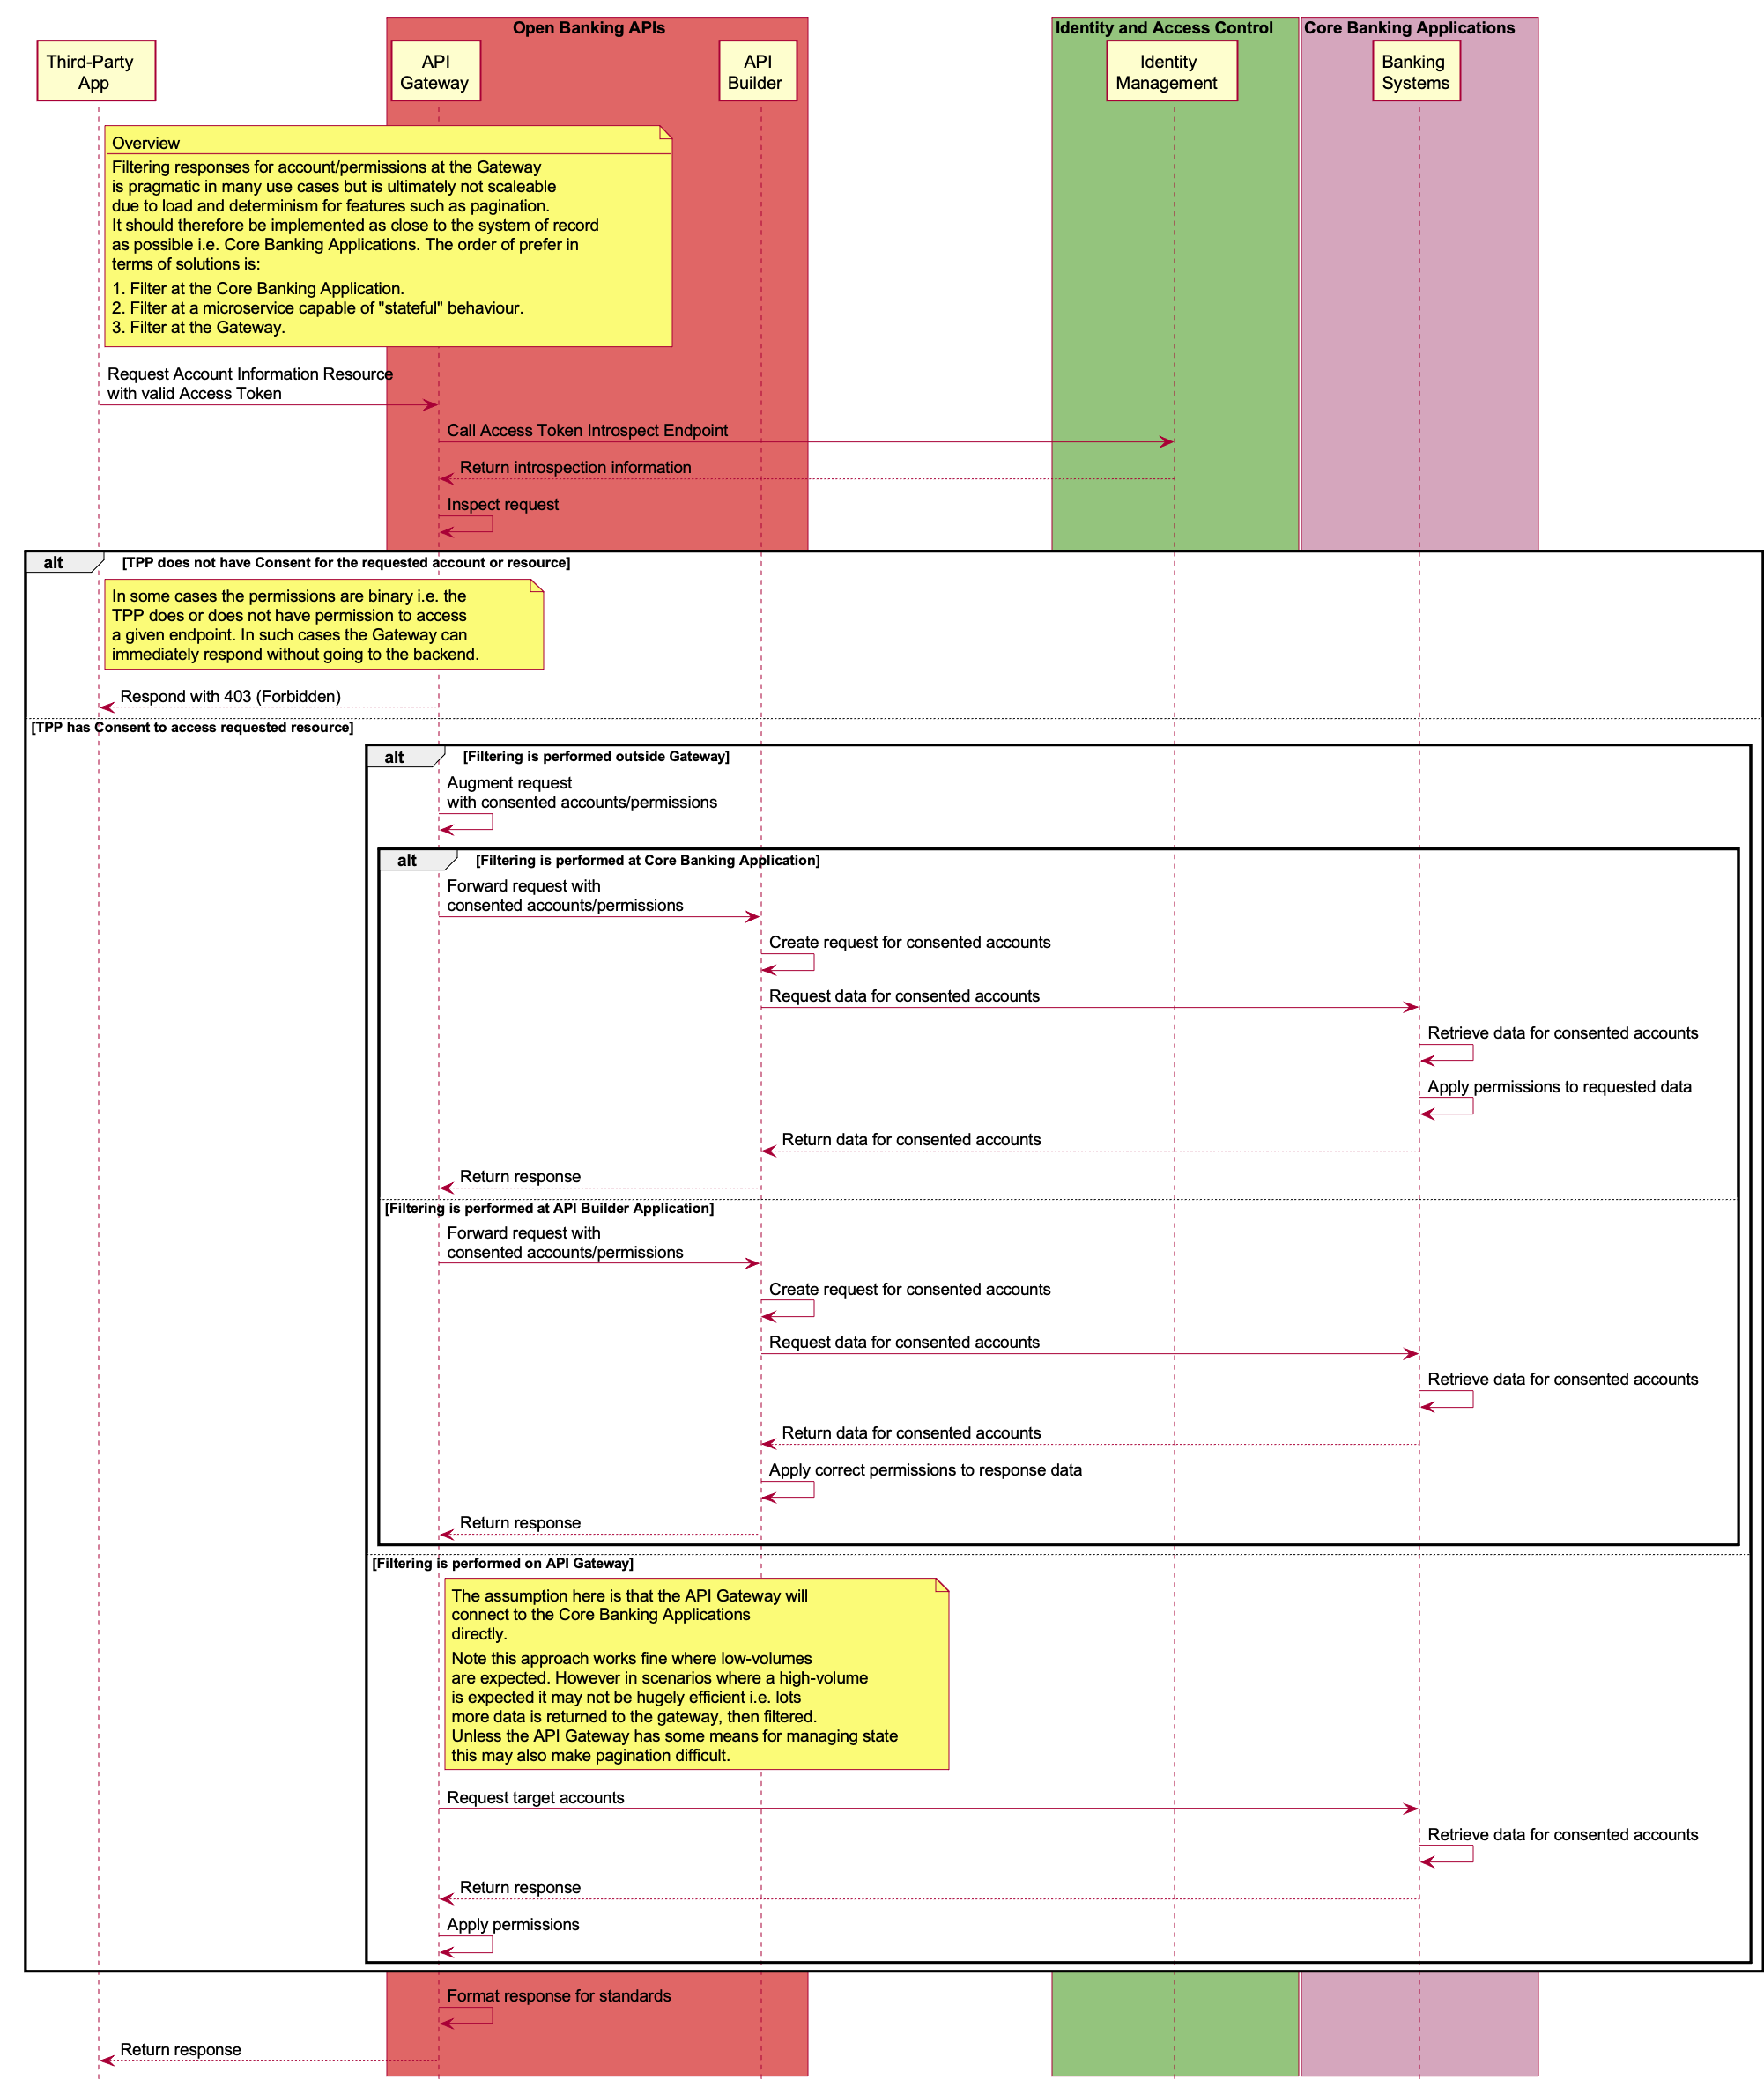 Open Banking APIs
Identity and Access Control
Core Banking Applications
Third-Party
App
API
Gateway
API
Builder
Identity
Management
Banking
Systems
Overview
Filtering responses for account/permissions at the Gateway
is pragmatic in many use cases but is ultimately not scaleable
due to load and determinism for features such as pagination.
It should therefore be implemented as close to the system of record
as possible i.e. Core Banking Applications. The order of prefer in
terms of solutions is:
1. Filter at the Core Banking Application.
2. Filter at a microservice capable of "stateful" behaviour.
3. Filter at the Gateway.
Request Account Information Resource
with valid Access Token
Call Access Token Introspect Endpoint
Return introspection information
Inspect request
alt
[TPP does not have Consent for the requested account or resource]
In some cases the permissions are binary i.e. the
TPP does or does not have permission to access
a given endpoint. In such cases the Gateway can
immediately respond without going to the backend.
Respond with 403 (Forbidden)
[TPP has Consent to access requested resource]
alt
[Filtering is performed outside Gateway]
Augment request
with consented accounts/permissions
alt
[Filtering is performed at Core Banking Application]
Forward request with
consented accounts/permissions
Create request for consented accounts
Request data for consented accounts
Retrieve data for consented accounts
Apply permissions to requested data
Return data for consented accounts
Return response
[Filtering is performed at API Builder Application]
Forward request with
consented accounts/permissions
Create request for consented accounts
Request data for consented accounts
Retrieve data for consented accounts
Return data for consented accounts
Apply correct permissions to response data
Return response
[Filtering is performed on API Gateway]
The assumption here is that the API Gateway will
connect to the Core Banking Applications
directly.
Note this approach works fine where low-volumes
are expected. However in scenarios where a high-volume
is expected it may not be hugely efficient i.e. lots
more data is returned to the gateway, then filtered.
Unless the API Gateway has some means for managing state
this may also make pagination difficult.
Request target accounts
Retrieve data for consented accounts
Return response
Apply permissions
Format response for standards
Return response